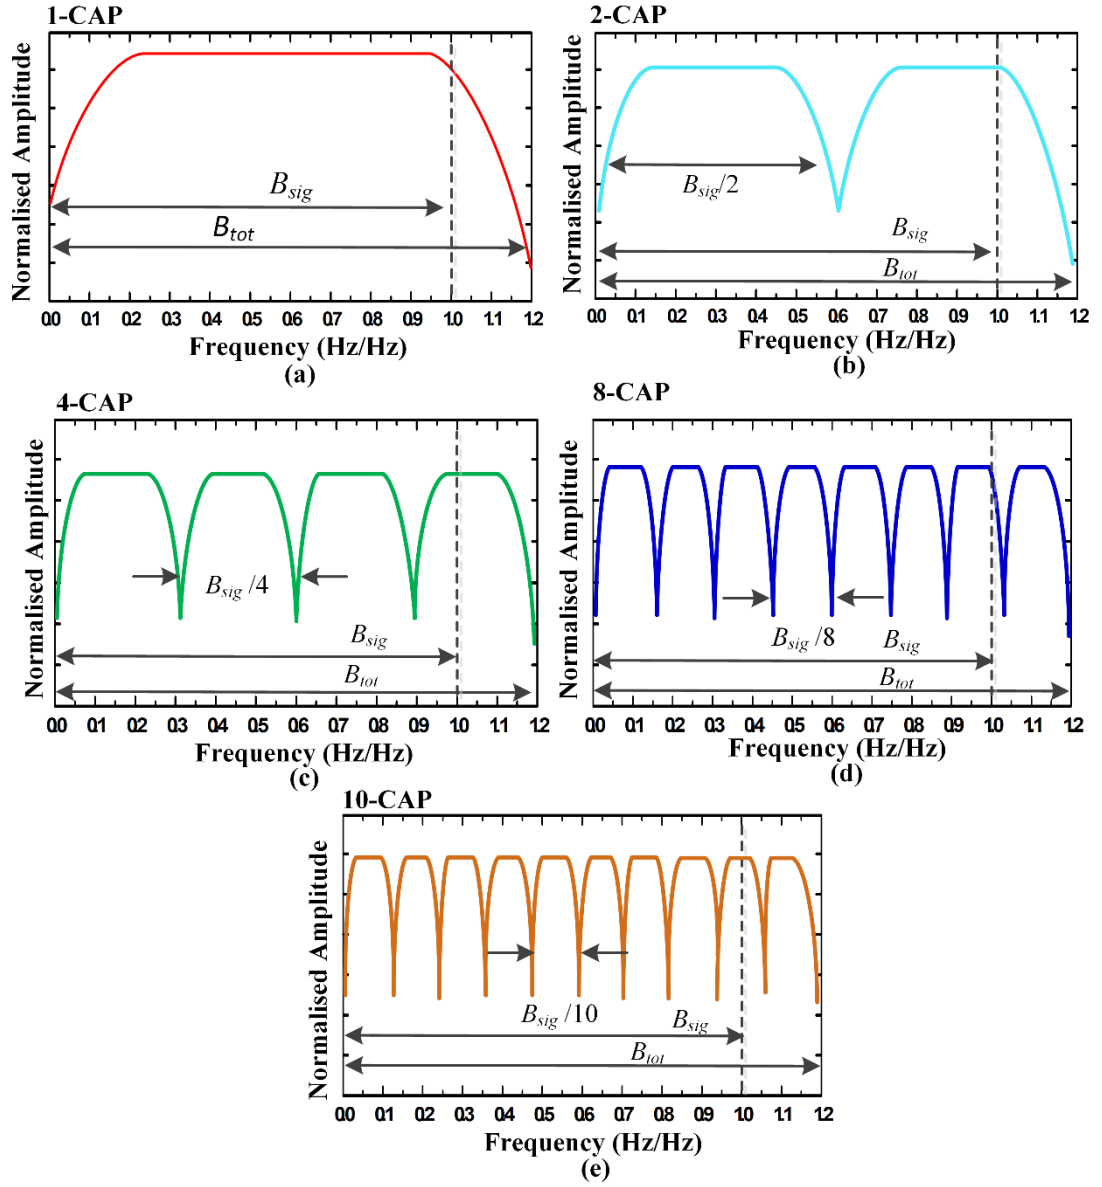 1-CAP
Normalised Amplitude
B_sig
B_tot
0.0 0.1 0.2 0.3 0.4 0.5 0.6 0.7 0.8 0.9 1.0 1.1 1.2
Frequency (Hz/Hz)
(a)
2-CAP
Normalised Amplitude
B_sig/2
B_sig
B_tot
0.0 0.1 0.2 0.3 0.4 0.5 0.6 0.7 0.8 0.9 1.0 1.1 1.2
Frequency (Hz/Hz)
(b)
4-CAP
Normalised Amplitude
B_sig /4
B_sig
B_tot
0.0 0.1 0.2 0.3 0.4 0.5 0.6 0.7 0.8 0.9 1.0 1.1 1.2
Frequency (Hz/Hz)
(c)
8-CAP
Normalised Amplitude
B_sig /8
B_sig
B_tot
0.0 0.1 0.2 0.3 0.4 0.5 0.6 0.7 0.8 0.9 1.0 1.1 1.2
Frequency (Hz/Hz)
(d)
10-CAP
Normalised Amplitude
B_sig /10
B_sig
B_tot
0.0 0.1 0.2 0.3 0.4 0.5 0.6 0.7 0.8 0.9 1.0 1.1 1.2
Frequency (Hz/Hz)
(e)